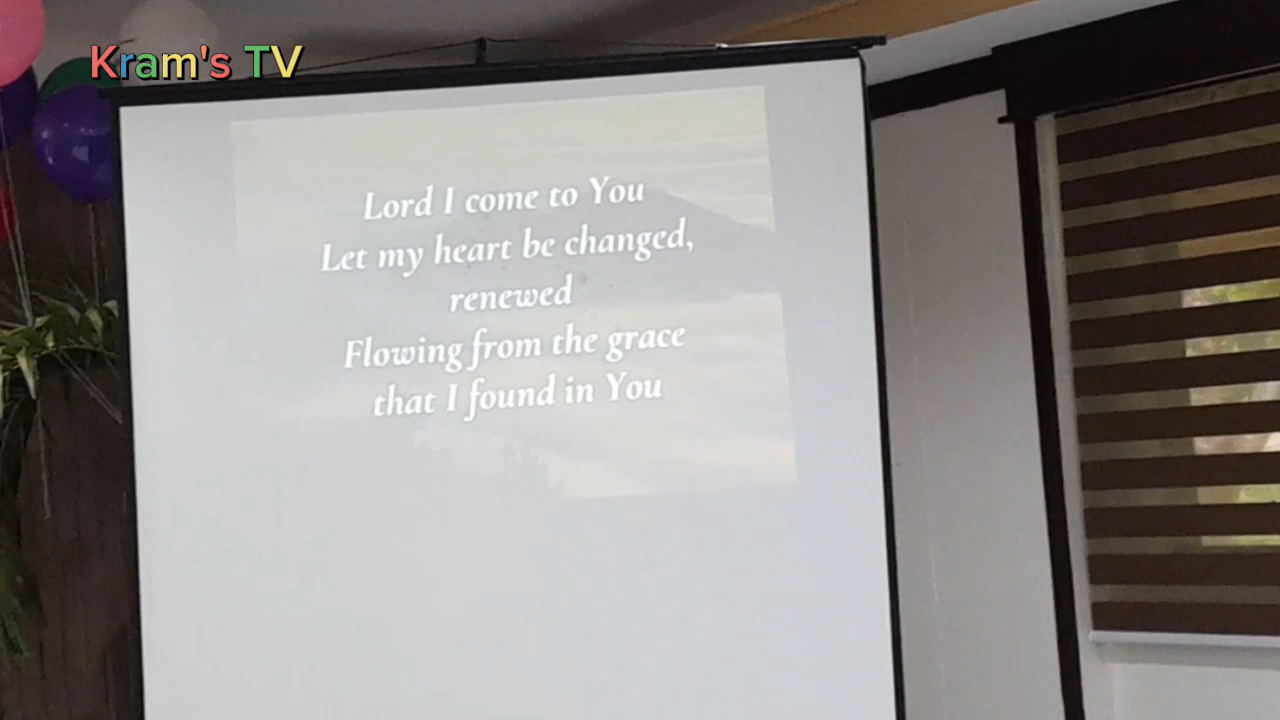 Kram's TV
Lord I come to You
Let my heart be changed,
renewed
Flowing from the grace
that I found in You